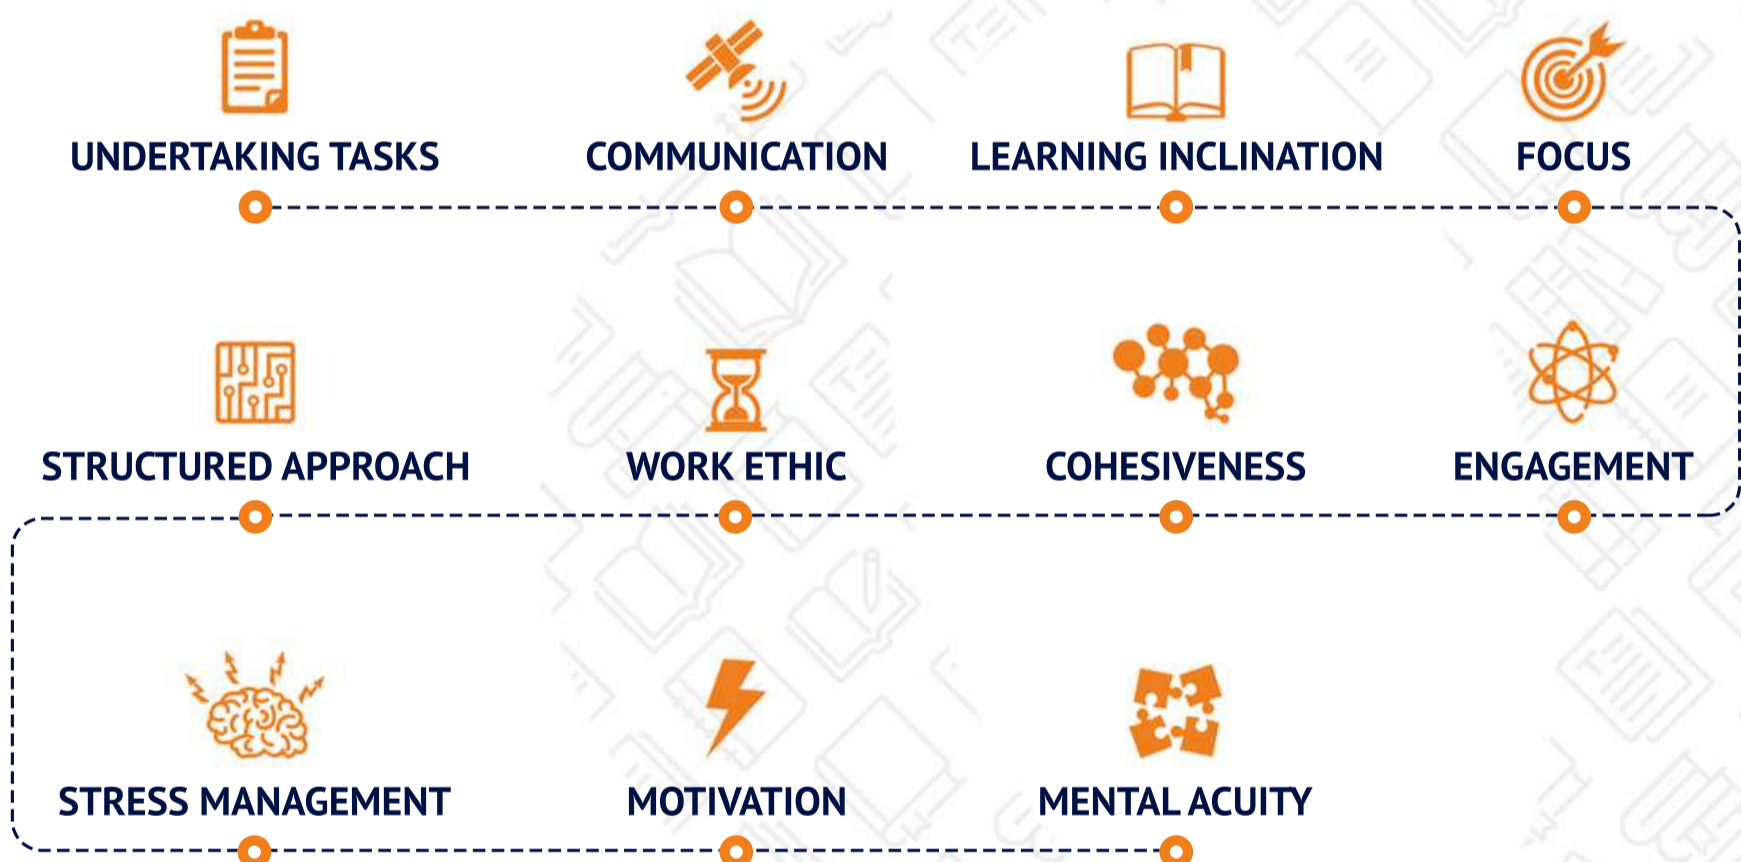 UNDERTAKING TASKS
COMMUNICATION
LEARNING INCLINATION
FOCUS
STRUCTURED APPROACH
WORK ETHIC
COHESIVENESS
ENGAGEMENT
STRESS MANAGEMENT
MOTIVATION
MENTAL ACUITY